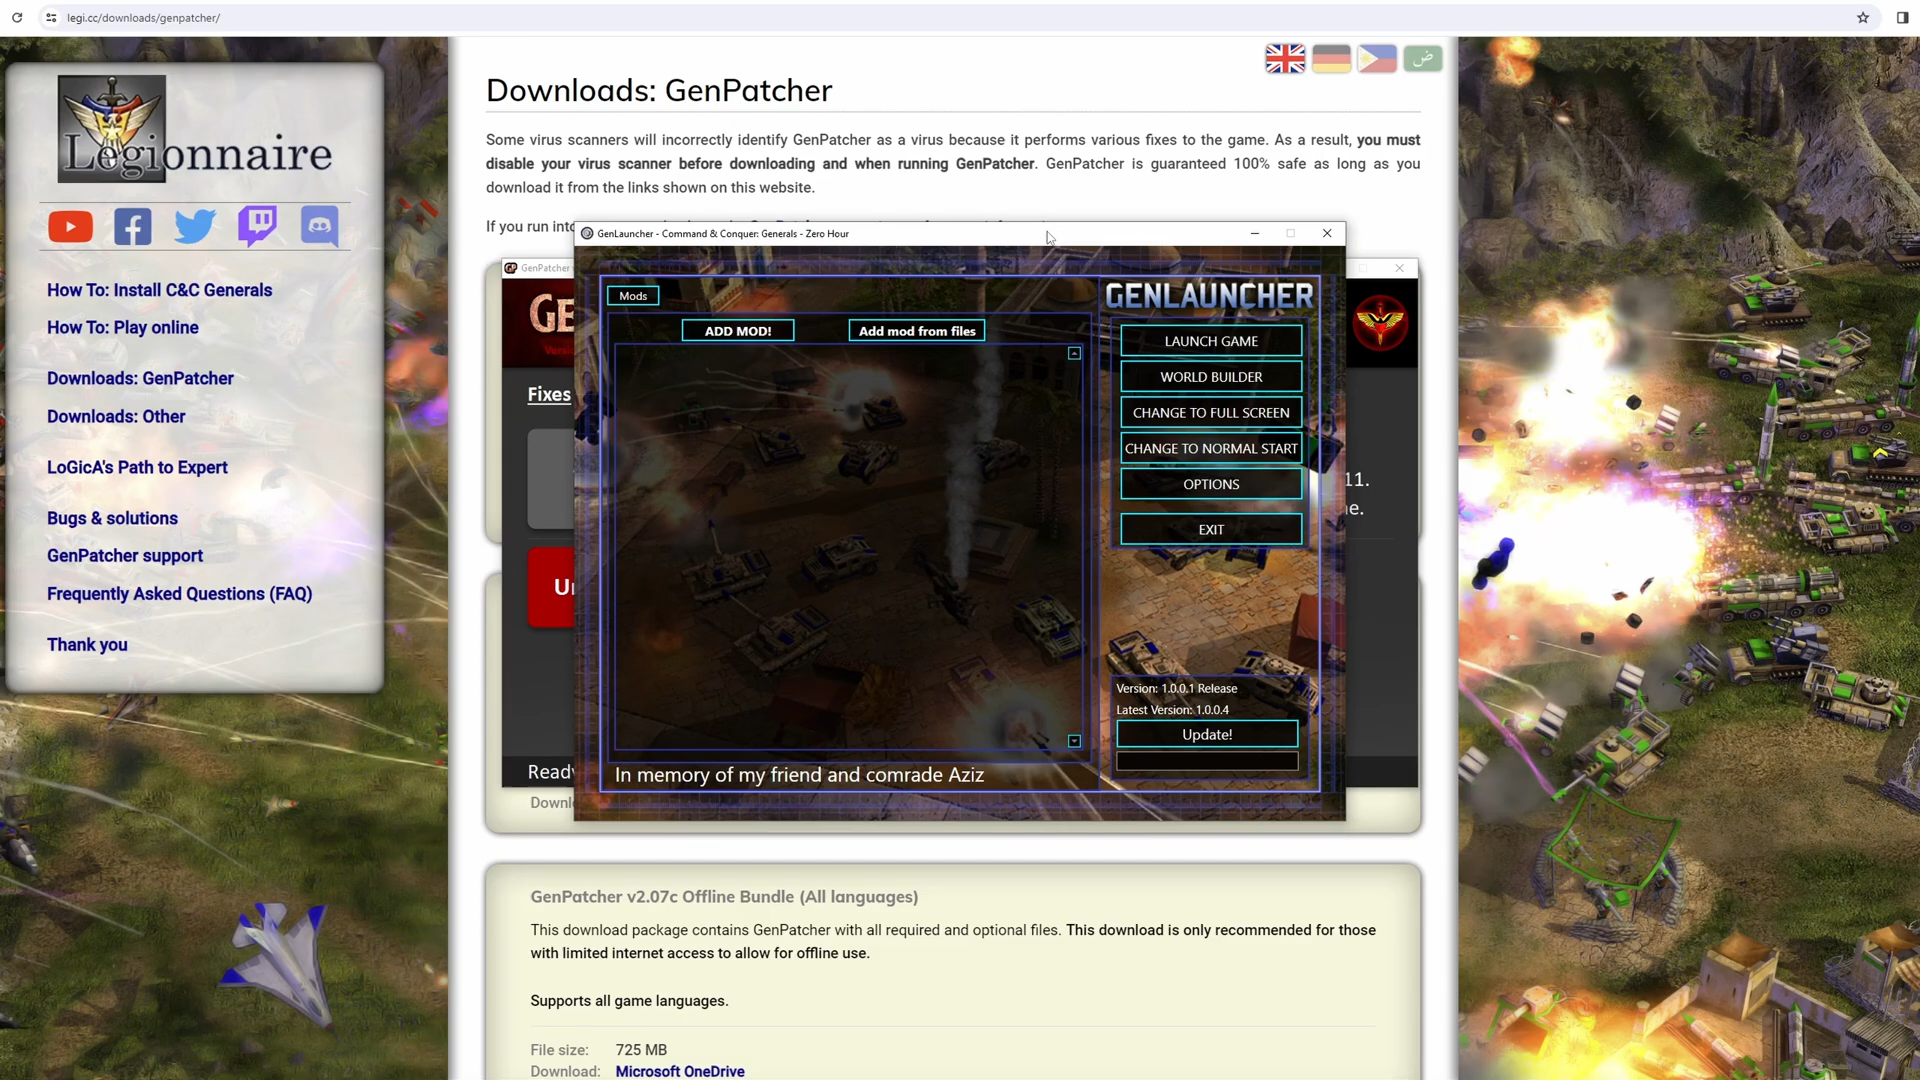 legi.cc/downloads/genpatcher/
Legionnaire
How To: Install C&C Generals
How To: Play online
Downloads: GenPatcher
Downloads: Other
LoGicA's Path to Expert
Bugs & solutions
GenPatcher support
Frequently Asked Questions (FAQ)
Thank you
ض
Downloads: GenPatcher
Some virus scanners will incorrectly identify GenPatcher as a virus because it performs various fixes to the game. As a result, you must
disable your virus scanner before downloading and when running GenPatcher. GenPatcher is guaranteed 100% safe as long as you
download it from the links shown on this website.
If you run into
GenPatcher
GE
Fixes
11.
Ready
GenLauncher - Command & Conquer: Generals - Zero Hour
Mods
ADD MOD!
Add mod from files
GENLAUNCHER
LAUNCH GAME
WORLD BUILDER
CHANGE TO FULL SCREEN
CHANGE TO NORMAL START
OPTIONS
EXIT
Version: 1.0.0.1 Release
Latest Version: 1.0.0.4
Update!
In memory of my friend and comrade Aziz
GenPatcher v2.07c Offline Bundle (All languages)
This download package contains GenPatcher with all required and optional files. This download is only recommended for those
with limited internet access to allow for offline use.
Supports all game languages.
File size: 725 MB
Download: Microsoft OneDrive